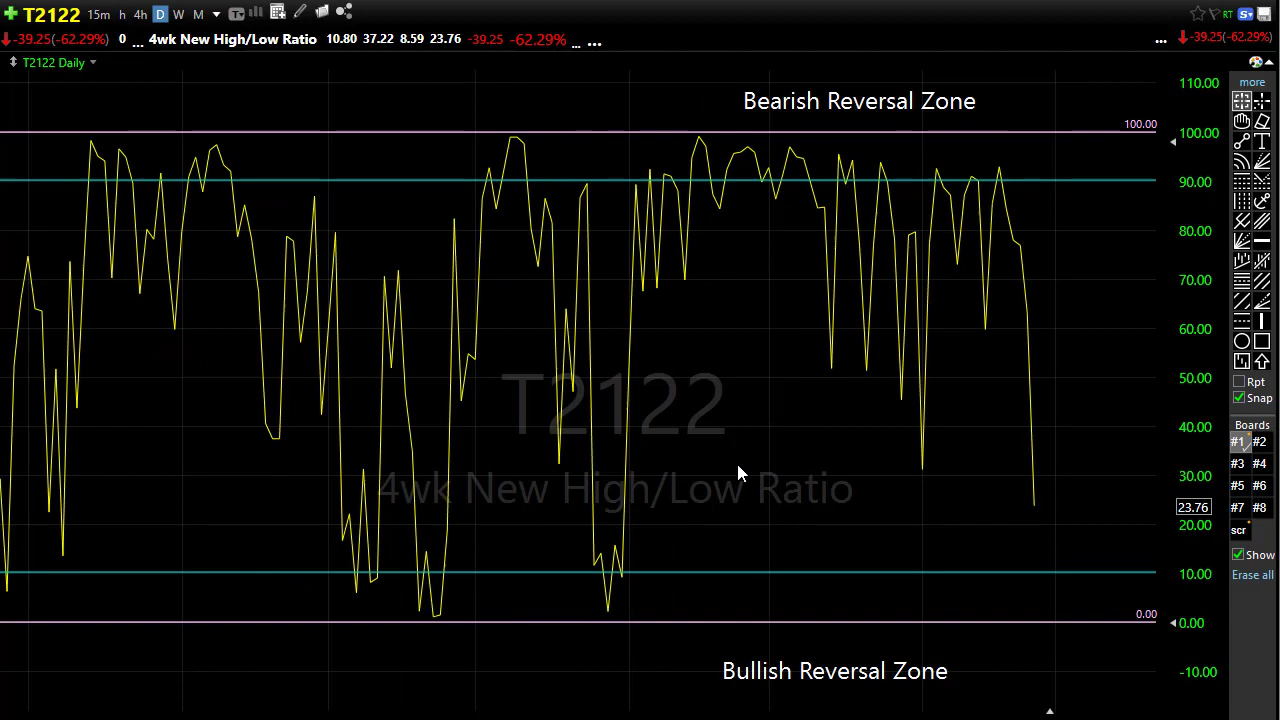 T2122 15m h 4h D W M T RT S
-39.25(-62.29%) 0 ... 4wk New High/Low Ratio 10.80 37.22 8.59 23.76 -39.25 -62.29% ... ... ... -39.25(-62.29%)
T2122 Daily
more
110.00
Bearish Reversal Zone
100.00
100.00
90.00
80.00
70.00
60.00
50.00
40.00
30.00
23.76
20.00
10.00
0.00
0.00
-10.00
T2122
4wk New High/Low Ratio
Bullish Reversal Zone
T
Rpt
Snap
Boards
#1 #2
#3 #4
#5 #6
#7 #8
scr
Show
Erase all